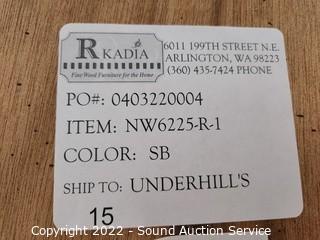 RKADIA
Fine Wood Furniture for the Home
6011 199TH STREET N.E.
ARLINGTON, WA 98223
(360) 435-7424 PHONE
PO#: 0403220004
ITEM: NW6225-R-1
COLOR: SB
SHIP TO: UNDERHILL'S
15
Copyright 2022 - Sound Auction Service